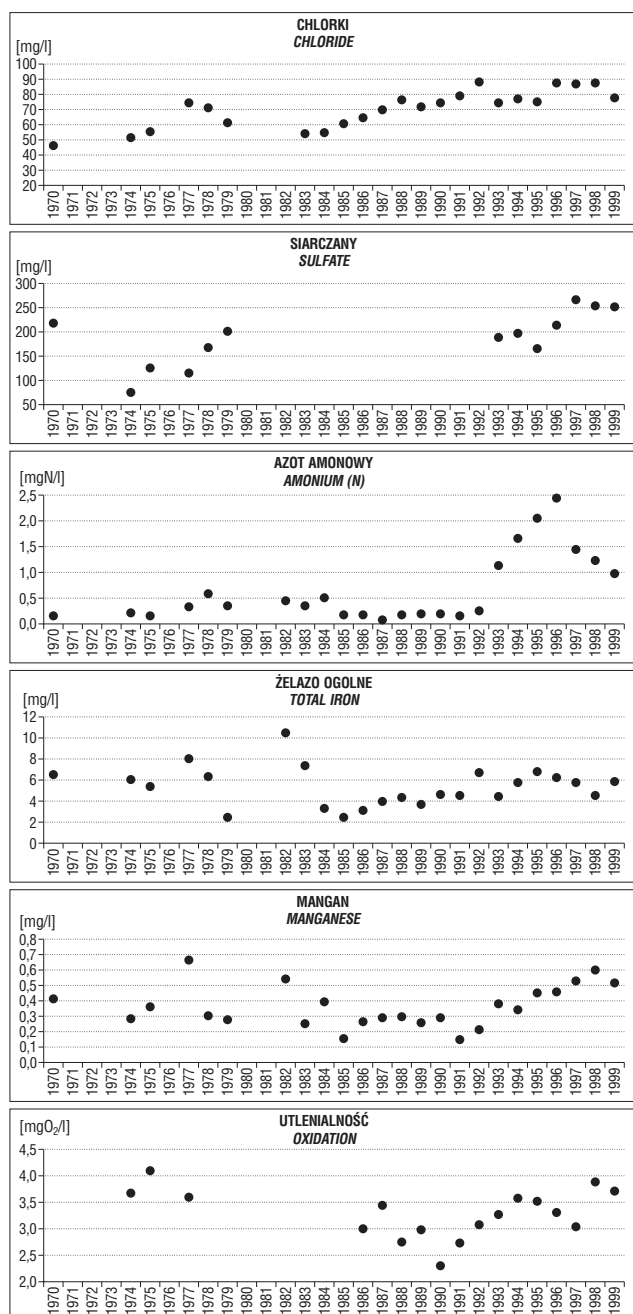 CHLORKI
CHLORIDE
[mg/l]
100
90
80
70
60
50
40
30
20
1970 1971 1972 1973 1974 1975 1976 1977 1978 1979 1980 1981 1982 1983 1984 1985 1986 1987 1988 1989 1990 1991 1992 1993 1994 1995 1996 1997 1998 1999
SIARCZANY
SULFATE
[mg/l]
300
250
200
150
100
50
1970 1971 1972 1973 1974 1975 1976 1977 1978 1979 1980 1981 1982 1983 1984 1985 1986 1987 1988 1989 1990 1991 1992 1993 1994 1995 1996 1997 1998 1999
AZOT AMONOWY
AMONIUM (N)
[mgN/l]
2,5
2,0
1,5
1,0
0,5
0,0
1970 1971 1972 1973 1974 1975 1976 1977 1978 1979 1980 1981 1982 1983 1984 1985 1986 1987 1988 1989 1990 1991 1992 1993 1994 1995 1996 1997 1998 1999
ŻELAZO OGOLNE
TOTAL IRON
[mg/l]
12
10
8
6
4
2
0
1970 1971 1972 1973 1974 1975 1976 1977 1978 1979 1980 1981 1982 1983 1984 1985 1986 1987 1988 1989 1990 1991 1992 1993 1994 1995 1996 1997 1998 1999
MANGAN
MANGANESE
[mg/l]
0,8
0,7
0,6
0,5
0,4
0,3
0,2
0,1
0,0
1970 1971 1972 1973 1974 1975 1976 1977 1978 1979 1980 1981 1982 1983 1984 1985 1986 1987 1988 1989 1990 1991 1992 1993 1994 1995 1996 1997 1998 1999
UTLENIALNOŚĆ
OXIDATION
[mgO₂/l]
4,5
4,0
3,5
3,0
2,5
2,0
1970 1971 1972 1973 1974 1975 1976 1977 1978 1979 1980 1981 1982 1983 1984 1985 1986 1987 1988 1989 1990 1991 1992 1993 1994 1995 1996 1997 1998 1999